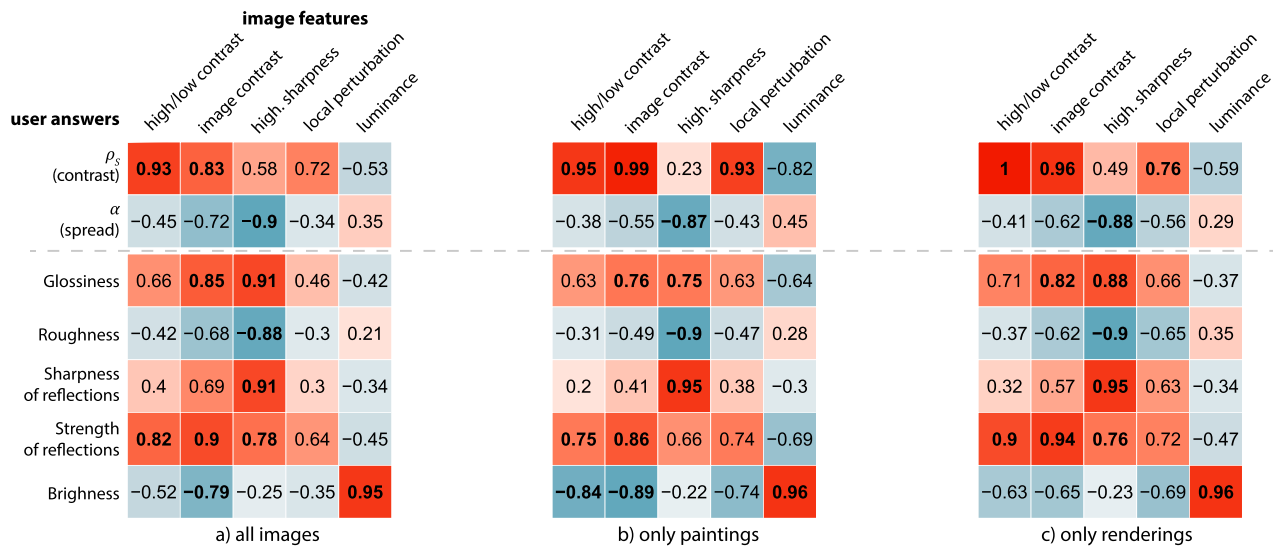 image features
high/low contrast
image contrast
high. sharpness
local perturbation
luminance
high/low contrast
image contrast
high. sharpness
local perturbation
luminance
high/low contrast
image contrast
high. sharpness
local perturbation
luminance
user answers
ρS
(contrast)
0.93 0.83 0.58 0.72 −0.53
0.95 0.99 0.23 0.93 −0.82
1 0.96 0.49 0.76 −0.59
α
(spread)
−0.45 −0.72 −0.9 −0.34 0.35
−0.38 −0.55 −0.87 −0.43 0.45
−0.41 −0.62 −0.88 −0.56 0.29
Glossiness
0.66 0.85 0.91 0.46 −0.42
0.63 0.76 0.75 0.63 −0.64
0.71 0.82 0.88 0.66 −0.37
Roughness
−0.42 −0.68 −0.88 −0.3 0.21
−0.31 −0.49 −0.9 −0.47 0.28
−0.37 −0.62 −0.9 −0.65 0.35
Sharpness
of reflections
0.4 0.69 0.91 0.3 −0.34
0.2 0.41 0.95 0.38 −0.3
0.32 0.57 0.95 0.63 −0.34
Strength
of reflections
0.82 0.9 0.78 0.64 −0.45
0.75 0.86 0.66 0.74 −0.69
0.9 0.94 0.76 0.72 −0.47
Brighness
−0.52 −0.79 −0.25 −0.35 0.95
−0.84 −0.89 −0.22 −0.74 0.96
−0.63 −0.65 −0.23 −0.69 0.96
a) all images
b) only paintings
c) only renderings